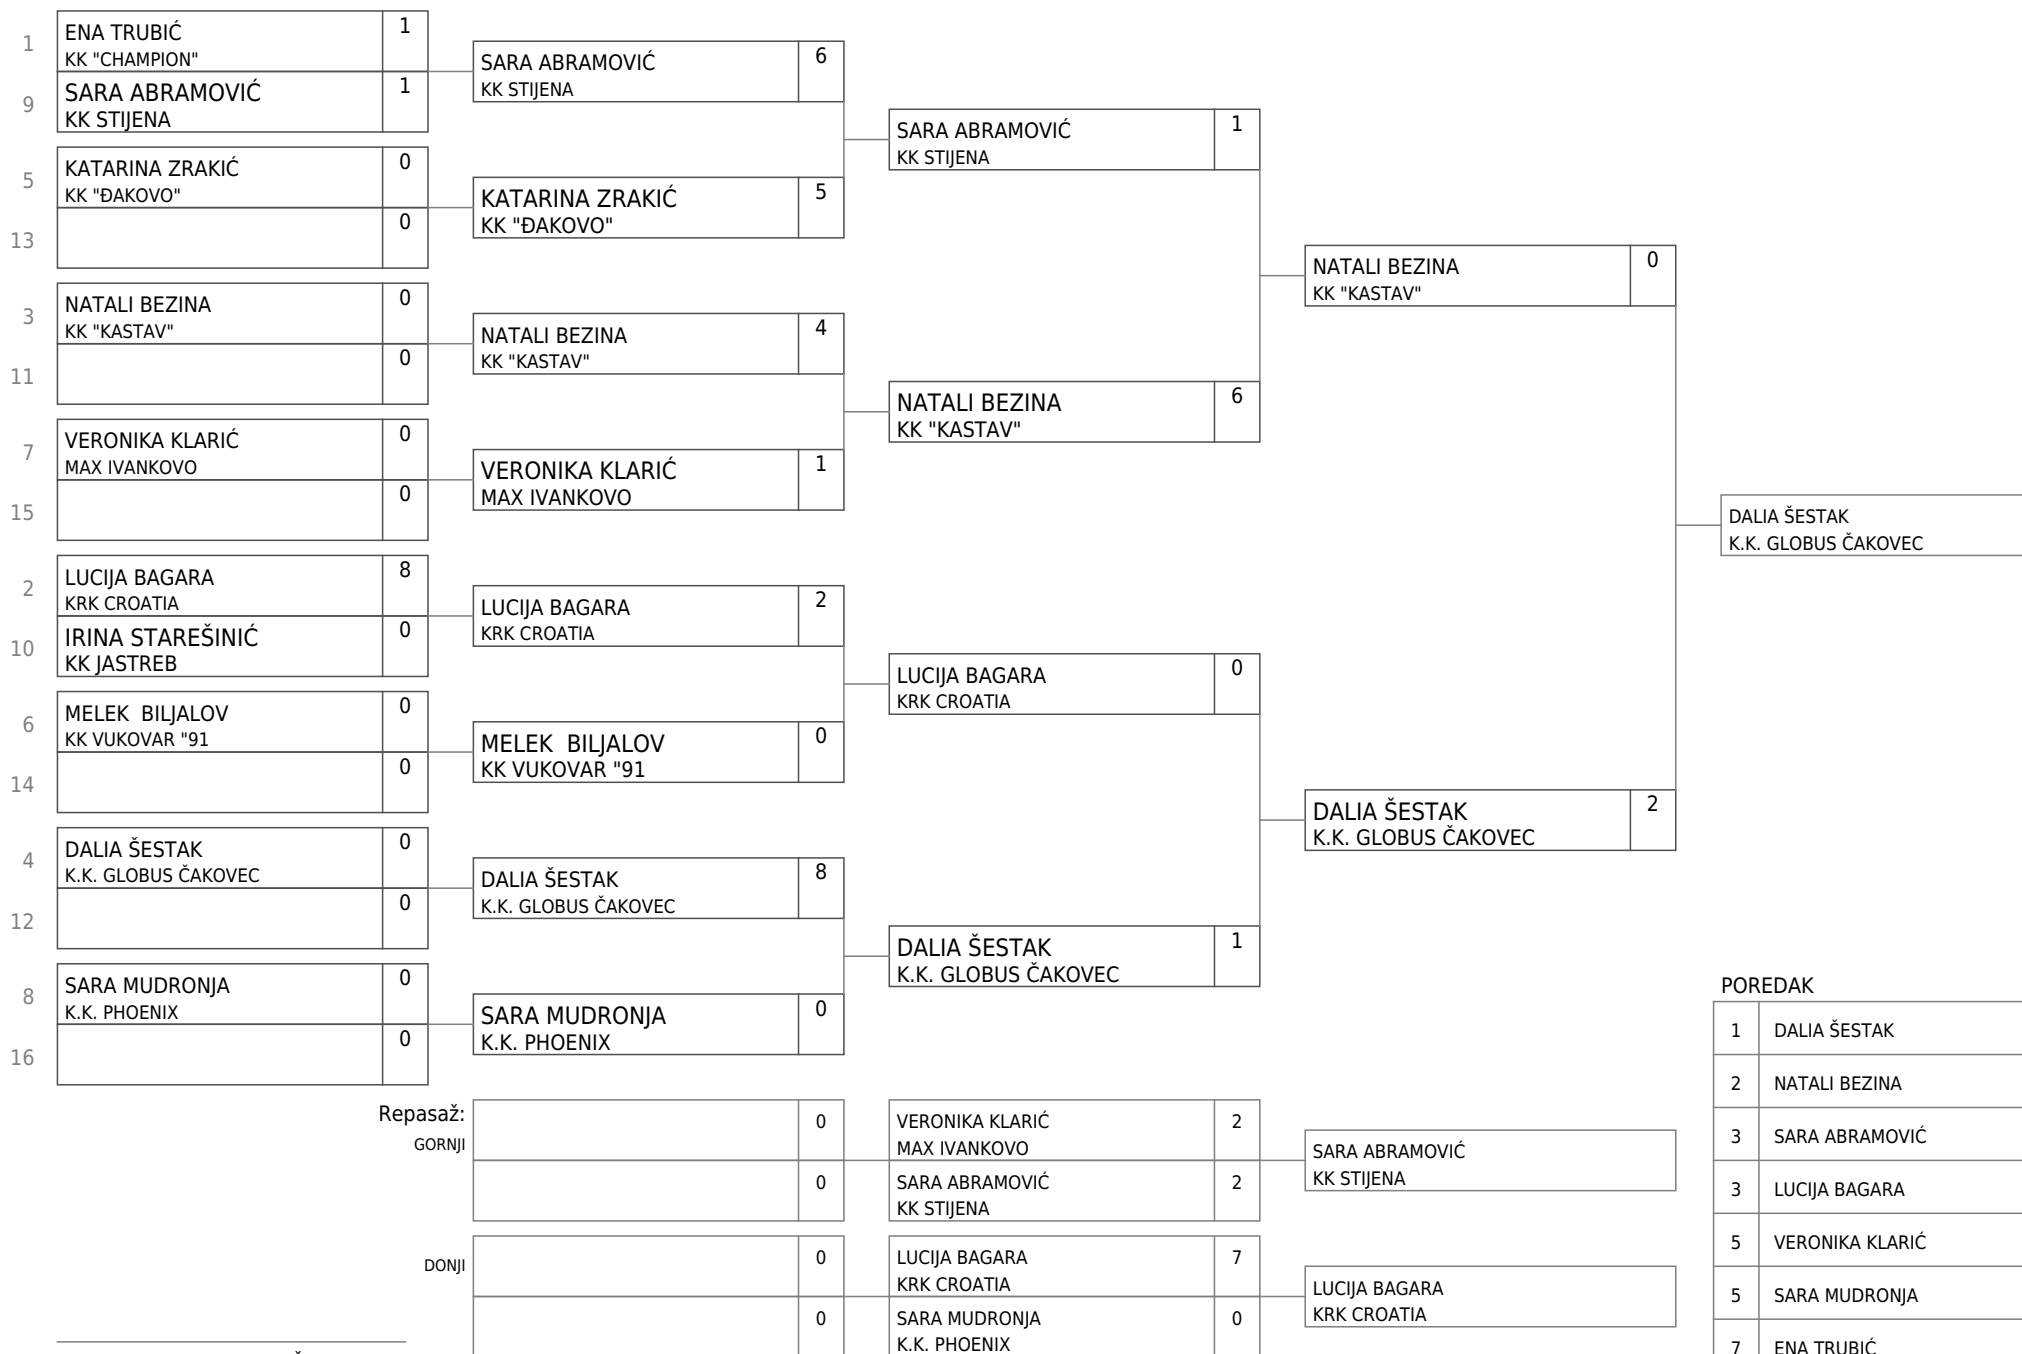 1
ENA TRUBIĆ
KK "CHAMPION"
1
9
SARA ABRAMOVIĆ
KK STIJENA
1
5
KATARINA ZRAKIĆ
KK "ĐAKOVO"
0
13
0
3
NATALI BEZINA
KK "KASTAV"
0
11
0
7
VERONIKA KLARIĆ
MAX IVANKOVO
0
15
0
2
LUCIJA BAGARA
KRK CROATIA
8
10
IRINA STAREŠINIĆ
KK JASTREB
0
6
MELEK  BILJALOV
KK VUKOVAR "91
0
14
0
4
DALIA ŠESTAK
K.K. GLOBUS ČAKOVEC
0
12
0
8
SARA MUDRONJA
K.K. PHOENIX
0
16
0
SARA ABRAMOVIĆ
KK STIJENA
6
KATARINA ZRAKIĆ
KK "ĐAKOVO"
5
NATALI BEZINA
KK "KASTAV"
4
VERONIKA KLARIĆ
MAX IVANKOVO
1
LUCIJA BAGARA
KRK CROATIA
2
MELEK  BILJALOV
KK VUKOVAR "91
0
DALIA ŠESTAK
K.K. GLOBUS ČAKOVEC
8
SARA MUDRONJA
K.K. PHOENIX
0
SARA ABRAMOVIĆ
KK STIJENA
1
NATALI BEZINA
KK "KASTAV"
6
LUCIJA BAGARA
KRK CROATIA
0
DALIA ŠESTAK
K.K. GLOBUS ČAKOVEC
1
NATALI BEZINA
KK "KASTAV"
0
DALIA ŠESTAK
K.K. GLOBUS ČAKOVEC
2
DALIA ŠESTAK
K.K. GLOBUS ČAKOVEC
Repasaž:
GORNJI
0
0
VERONIKA KLARIĆ
MAX IVANKOVO
2
SARA ABRAMOVIĆ
KK STIJENA
2
SARA ABRAMOVIĆ
KK STIJENA
DONJI
0
0
LUCIJA BAGARA
KRK CROATIA
7
SARA MUDRONJA
K.K. PHOENIX
0
LUCIJA BAGARA
KRK CROATIA
POREDAK
1 DALIA ŠESTAK
2 NATALI BEZINA
3 SARA ABRAMOVIĆ
3 LUCIJA BAGARA
5 VERONIKA KLARIĆ
5 SARA MUDRONJA
7 ENA TRUBIĆ